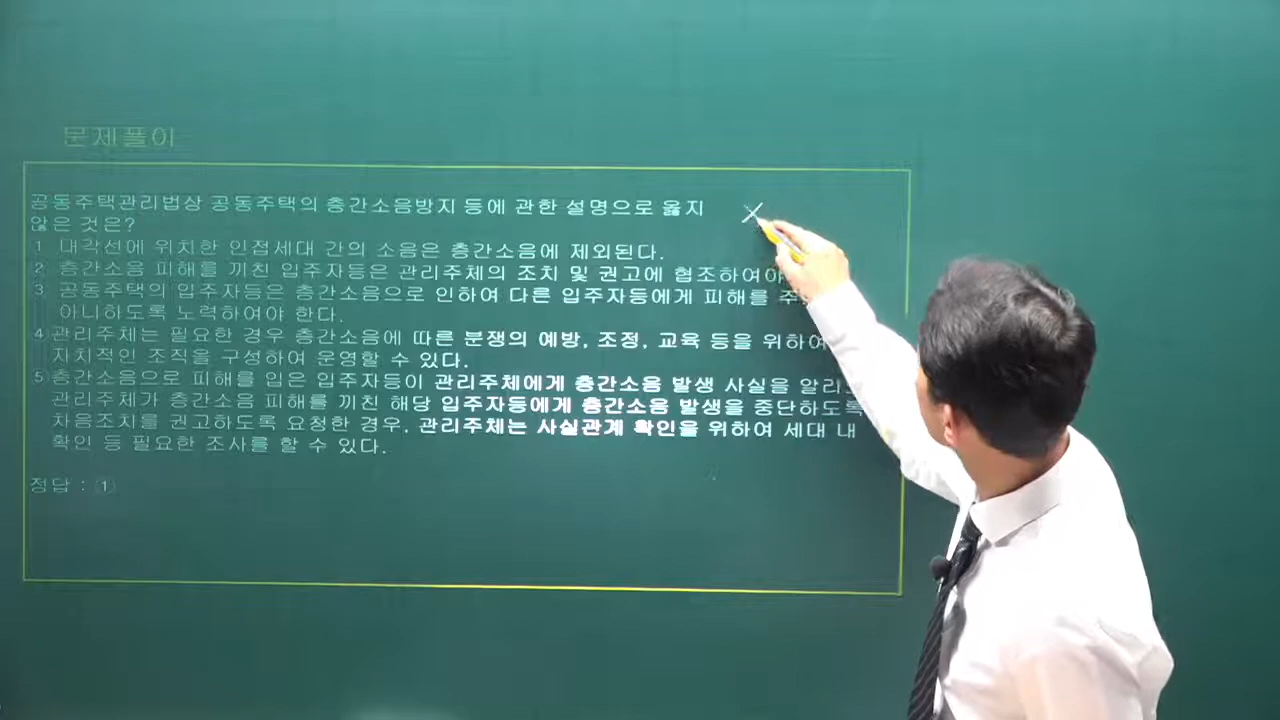 문제풀이
공동주택관리법상 공동주택의 층간소음방지 등에 관한 설명으로 옳지
않은 것은?
1 대각선에 위치한 인접세대 간의 소음은 층간소음에 제외된다.
2 층간소음 피해를 끼친 입주자등은 관리주체의 조치 및 권고에 협조하여야
3 공동주택의 입주자등은 층간소음으로 인하여 다른 입주자등에게 피해를
아니하도록 노력하여야 한다.
4 관리주체는 필요한 경우 층간소음에 따른 분쟁의 예방, 조정, 교육 등을 위하여
자치적인 조직을 구성하여 운영할 수 있다.
5 층간소음으로 피해를 입은 입주자등이 관리주체에게 층간소음 발생 사실을
관리주체가 층간소음 피해를 끼친 해당 입주자등에게 층간소음 발생을 중단하도록
차음조치를 권고하도록 요청한 경우, 관리주체는 사실관계 확인을 위하여 세대 내
확인 등 필요한 조사를 할 수 있다.
정답 : (1)